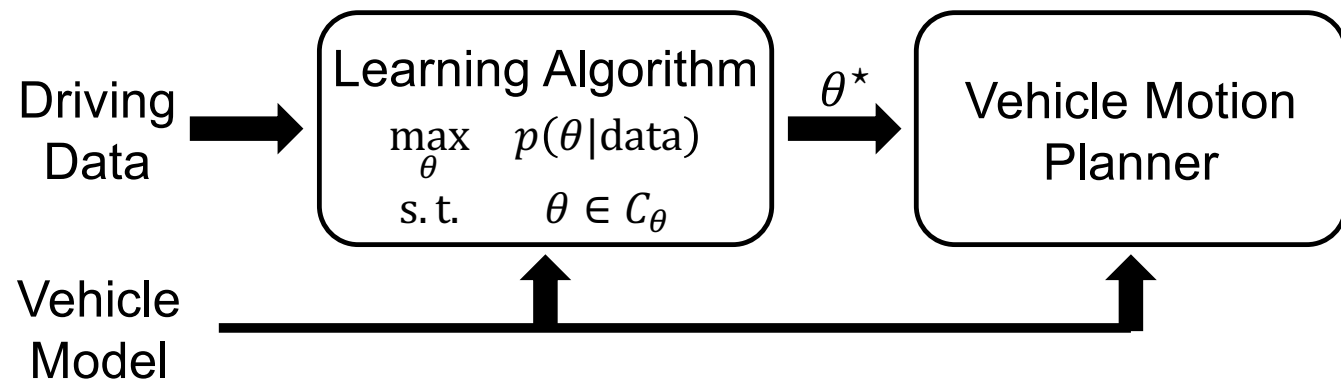 Driving
Data
Learning Algorithm
max p(θ|data)
θ
s. t. θ ∈ C_θ
θ⋆
Vehicle Motion
Planner
Vehicle
Model